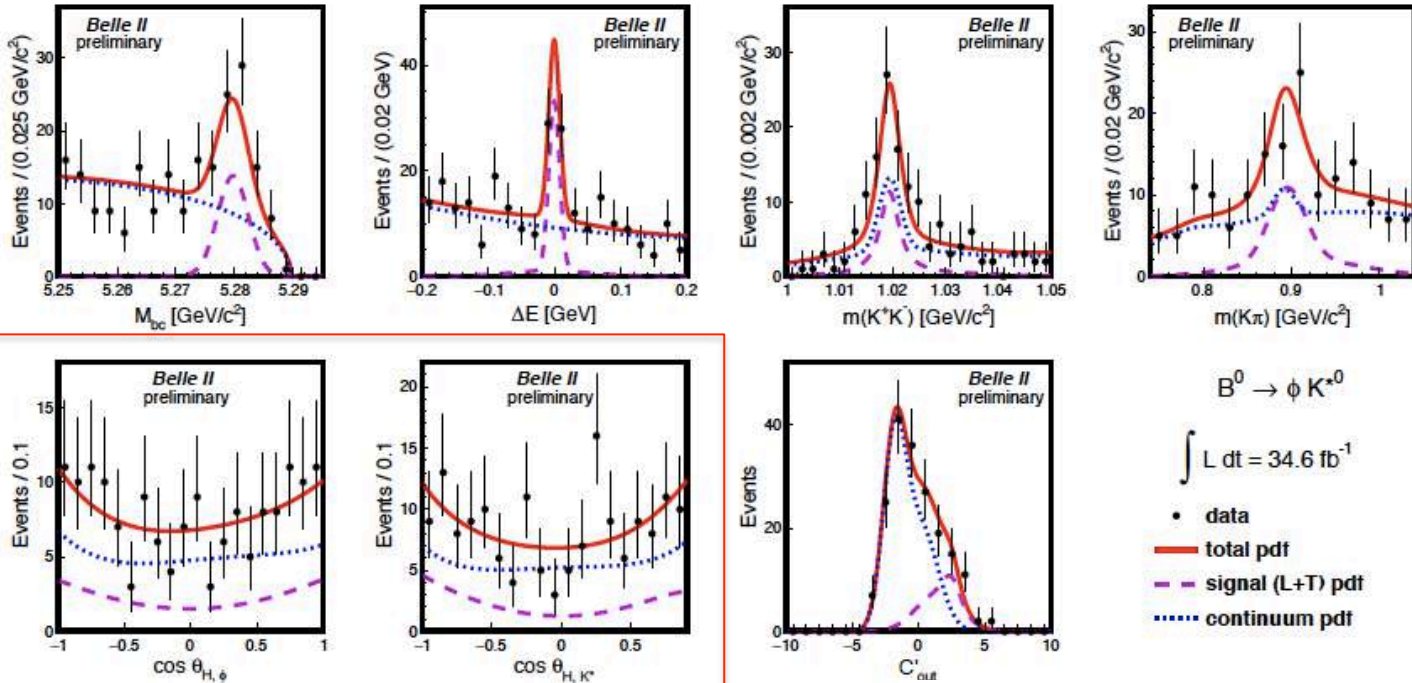 Belle II
preliminary
Events / (0.025 GeV/c²)
30
20
10
0
5.25 5.26 5.27 5.28 5.29
M_bc [GeV/c²]
Belle II
preliminary
Events / (0.02 GeV)
40
20
0
−0.2 −0.1 0 0.1 0.2
ΔE [GeV]
Belle II
preliminary
Events / (0.002 GeV/c²)
30
20
10
0
1 1.01 1.02 1.03 1.04 1.05
m(K⁺K⁻) [GeV/c²]
Belle II
preliminary
Events / (0.02 GeV/c²)
30
20
10
0
0.8 0.9 1
m(Kπ) [GeV/c²]
Belle II
preliminary
Events / 0.1
15
10
5
0
−1 −0.5 0 0.5 1
cos θ_H, ϕ
Belle II
preliminary
Events / 0.1
20
15
10
5
0
−0.5 0 0.5
cos θ_H, K*
Belle II
preliminary
Events
40
20
0
−10 −5 0 5 10
C'_out
B⁰ → ϕ K*⁰
∫ L dt = 34.6 fb⁻¹
data
total pdf
signal (L+T) pdf
continuum pdf